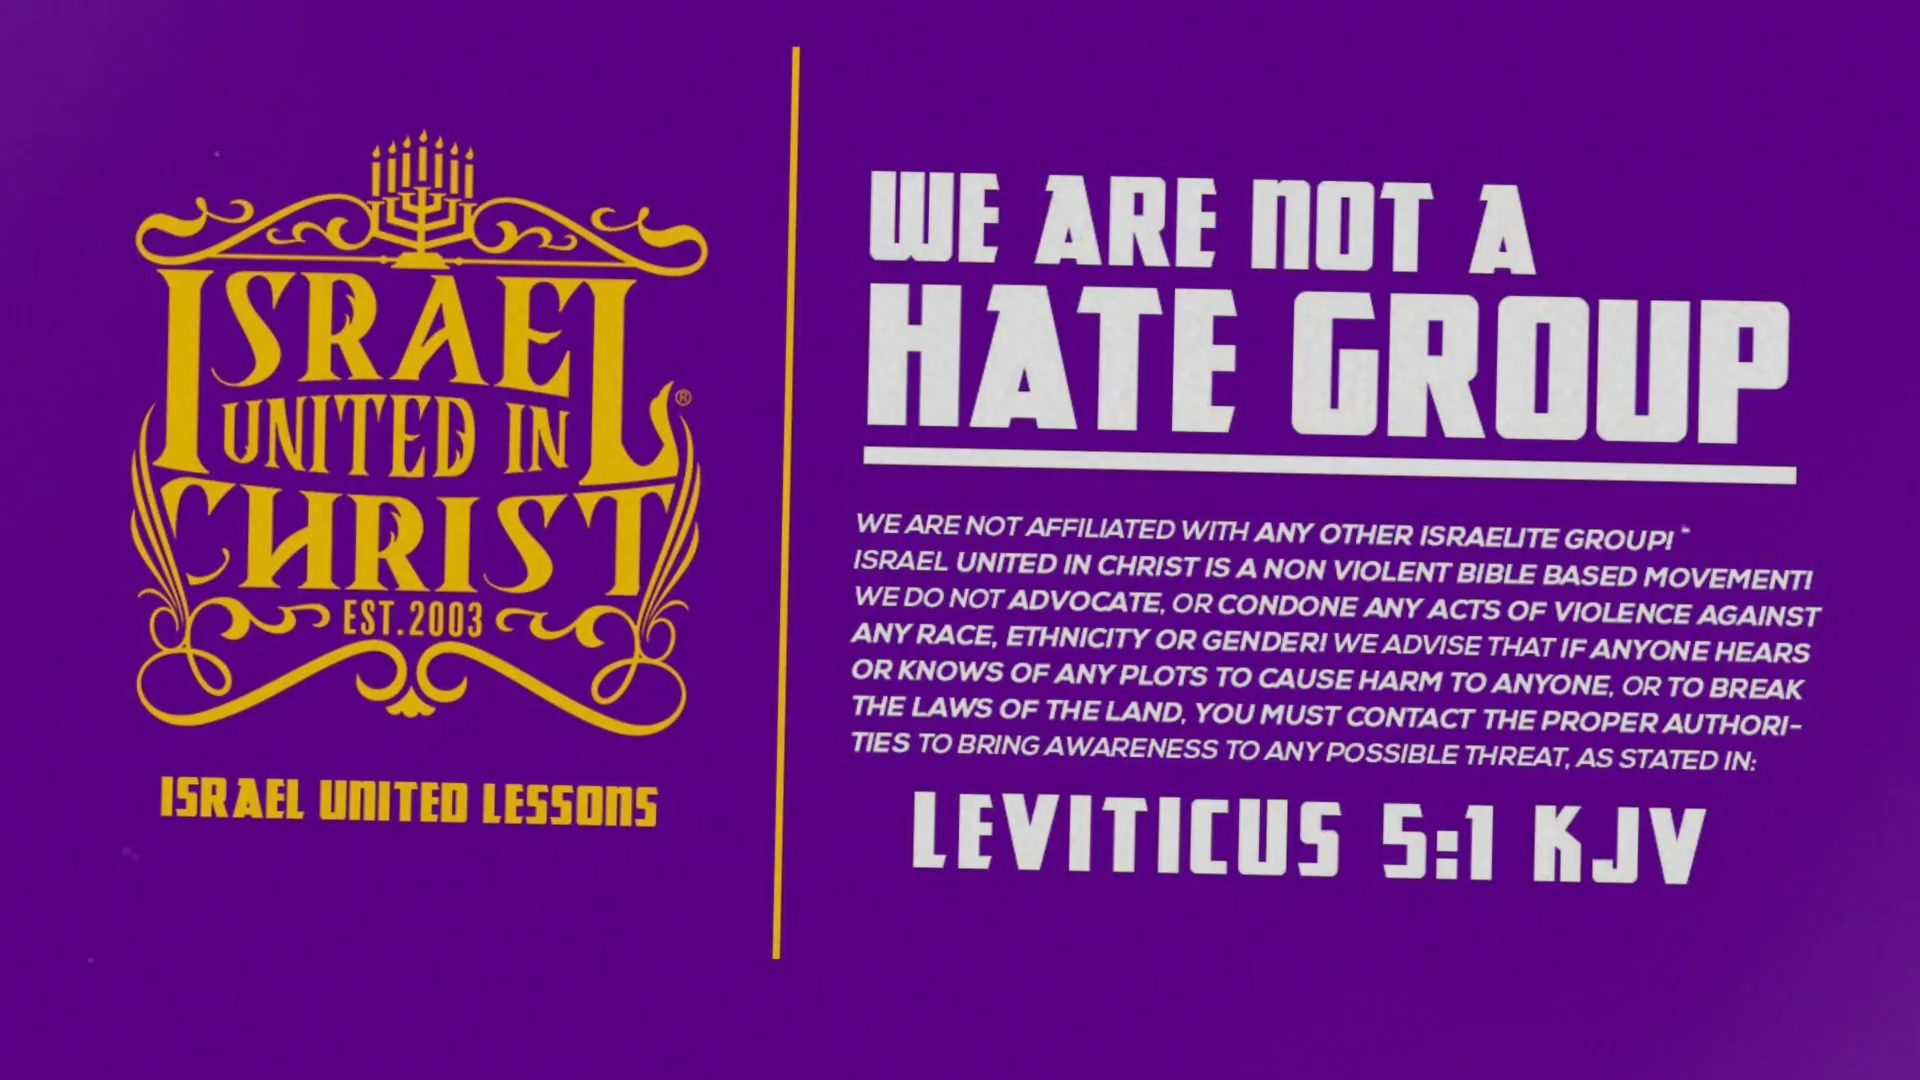 ISRAEL
UNITED IN
CHRIST
®
EST.2003
ISRAEL UNITED LESSONS
WE ARE NOT A
HATE GROUP
WE ARE NOT AFFILIATED WITH ANY OTHER ISRAELITE GROUP!
ISRAEL UNITED IN CHRIST IS A NON VIOLENT BIBLE BASED MOVEMENT!
WE DO NOT ADVOCATE, OR CONDONE ANY ACTS OF VIOLENCE AGAINST
ANY RACE, ETHNICITY OR GENDER! WE ADVISE THAT IF ANYONE HEARS
OR KNOWS OF ANY PLOTS TO CAUSE HARM TO ANYONE, OR TO BREAK
THE LAWS OF THE LAND, YOU MUST CONTACT THE PROPER AUTHORI-
TIES TO BRING AWARENESS TO ANY POSSIBLE THREAT, AS STATED IN:
LEVITICUS 5:1 KJV